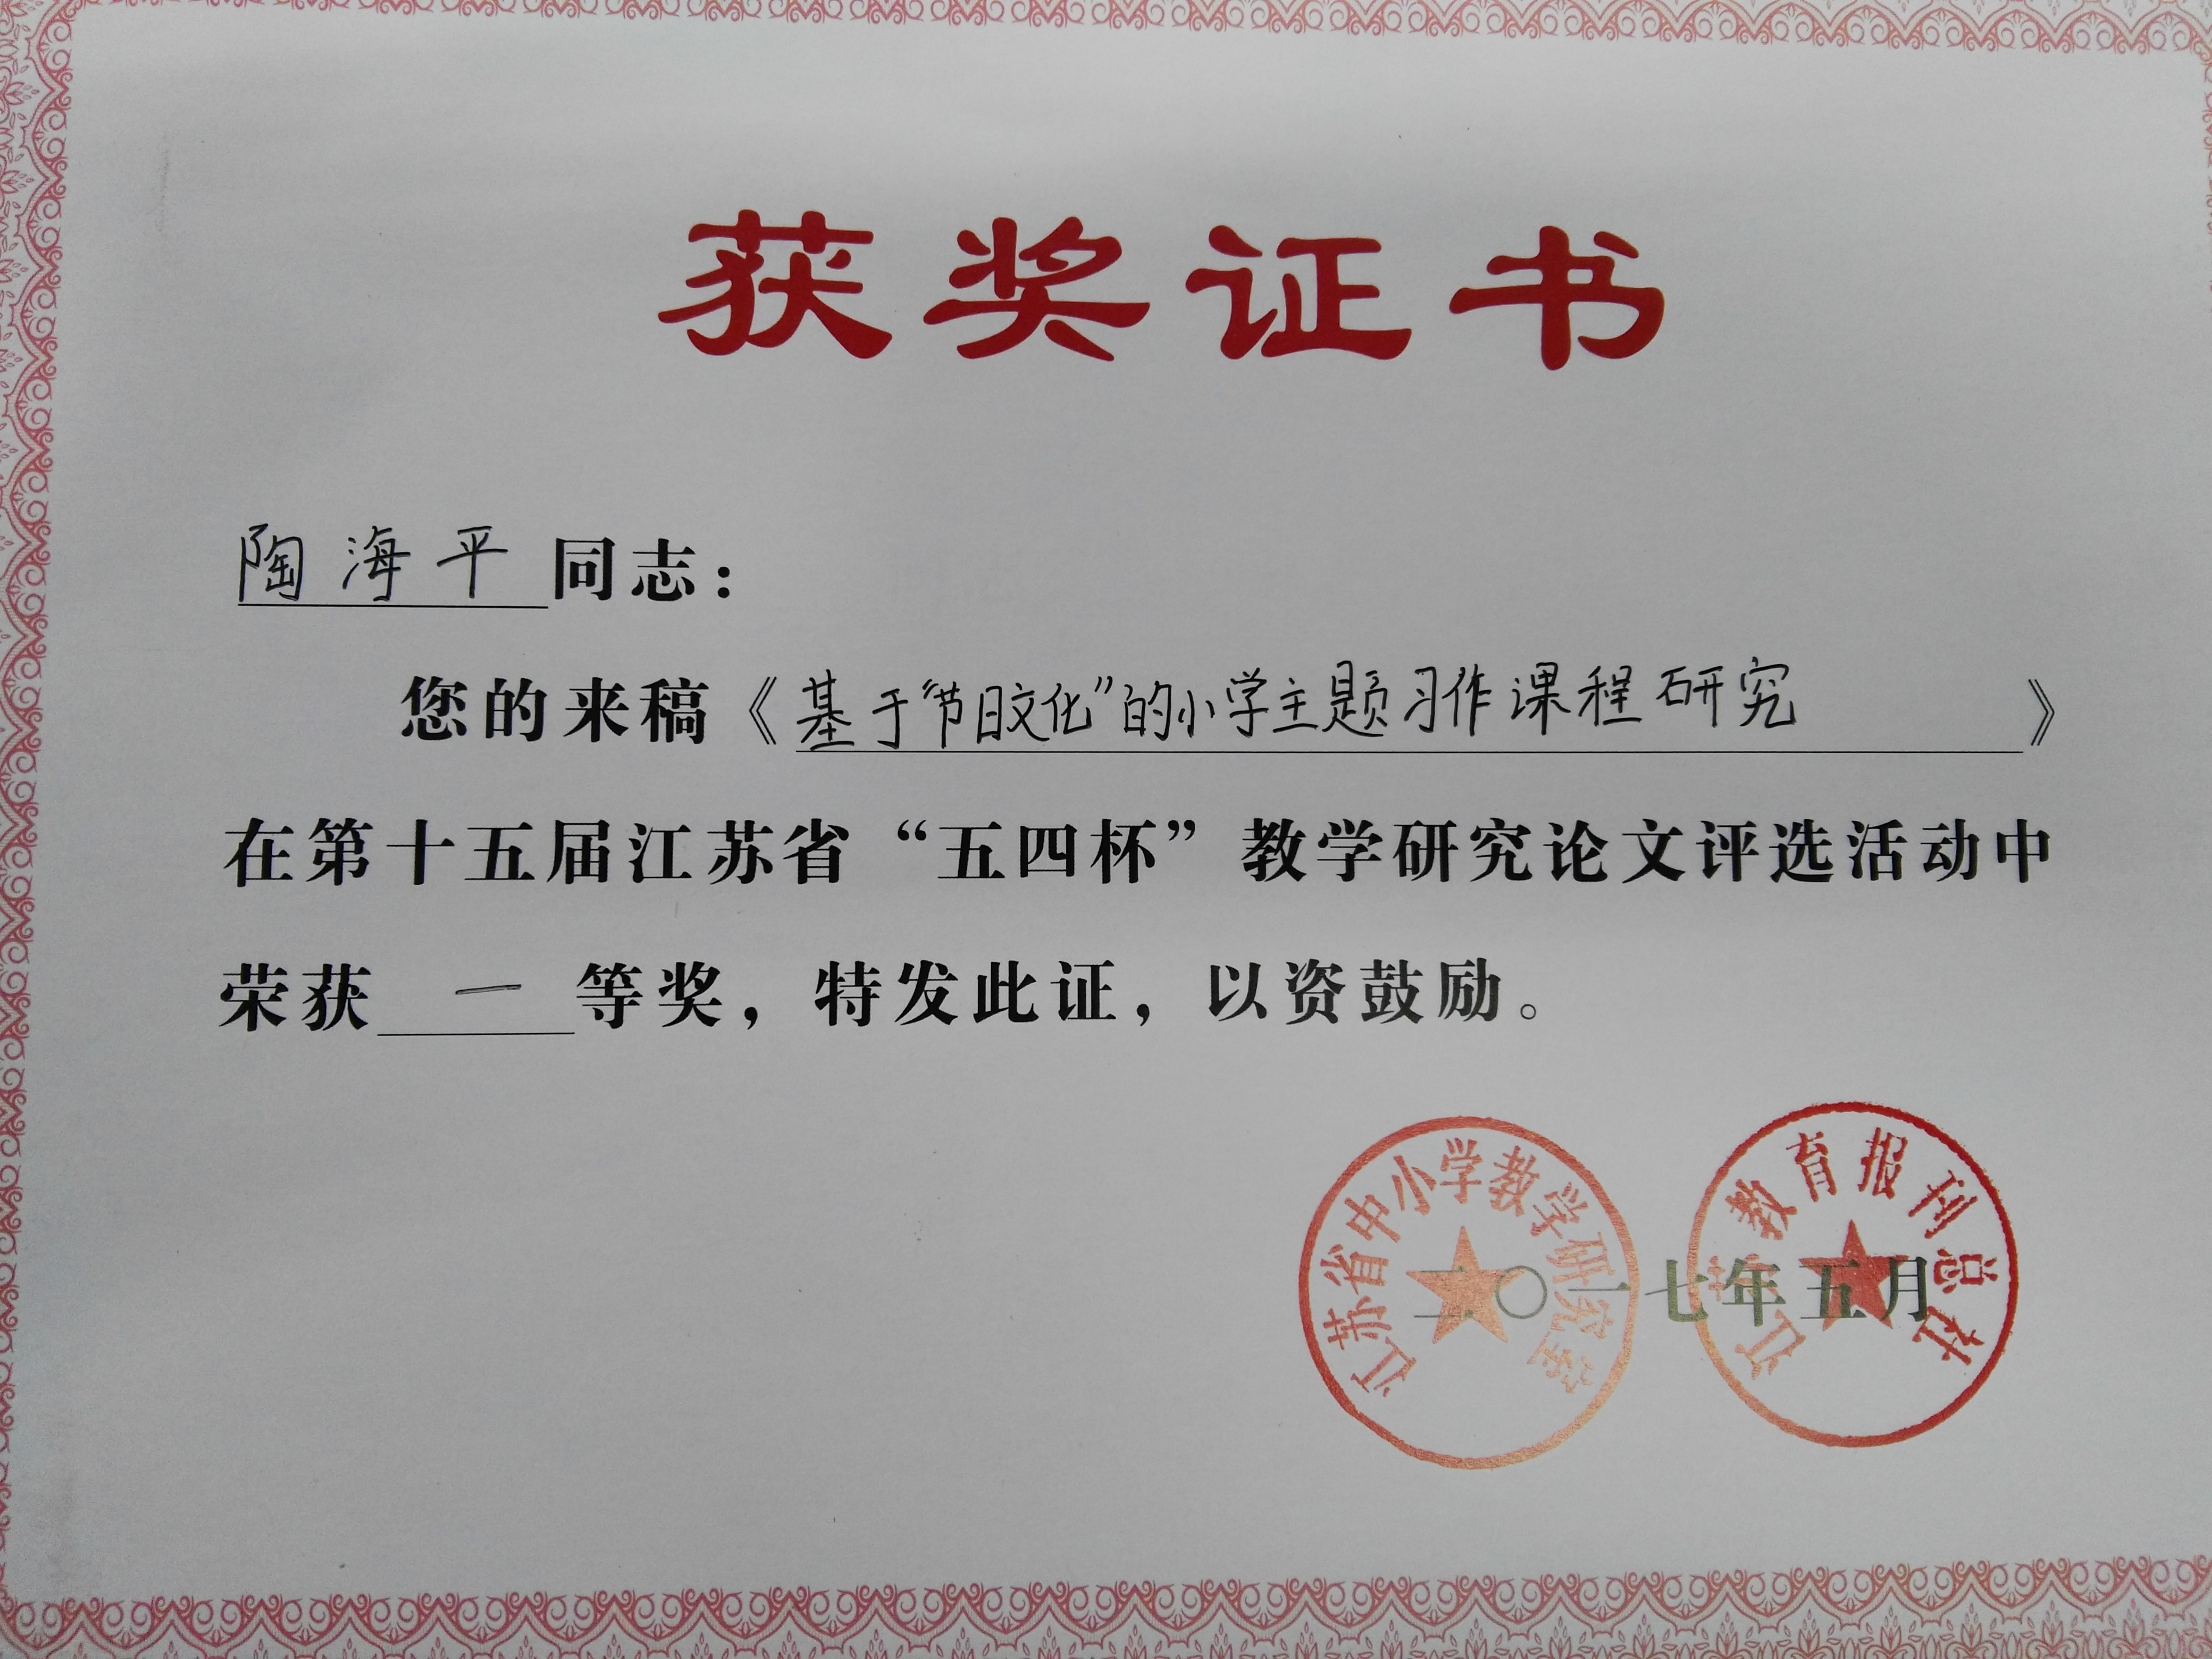 获奖证书
陶海平同志：
您的来稿《基于“节日文化”的小学主题习作课程研究》
在第十五届江苏省“五四杯”教学研究论文评选活动中
荣获一等奖，特发此证，以资鼓励。
江苏省中小学教学研究室
江苏教育报刊总社
二〇一七年五月